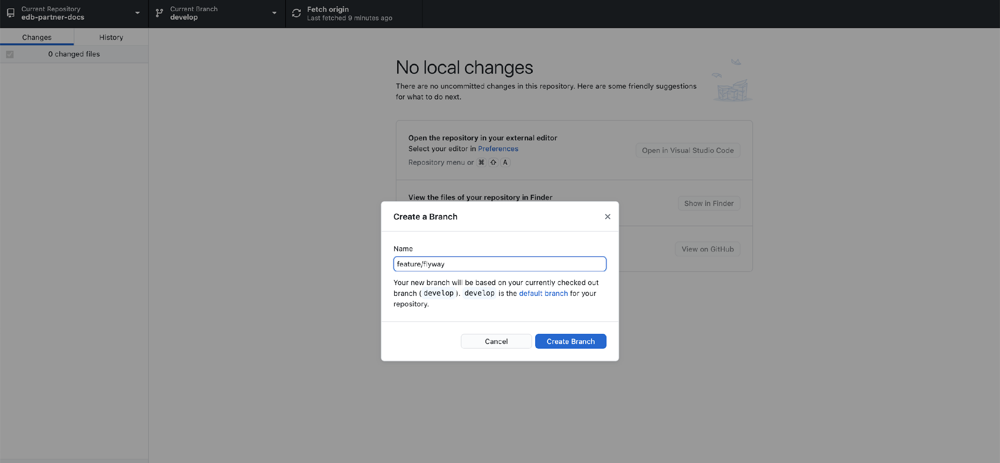 Current Repository
edb-partner-docs
Current Branch
develop
Fetch origin
Last fetched 9 minutes ago
Changes
History
0 changed files
No local changes
There are no uncommitted changes in this repository. Here are some friendly suggestions
for what to do next.
Open the repository in your external editor
Select your editor in Preferences
Repository menu or ⌘ ⇧ A
Open in Visual Studio Code
View the files of your repository in Finder
Show in Finder
View on GitHub
Create a Branch
Name
feature/flyway
Your new branch will be based on your currently checked out
branch (develop). develop is the default branch for your
repository.
Cancel
Create Branch